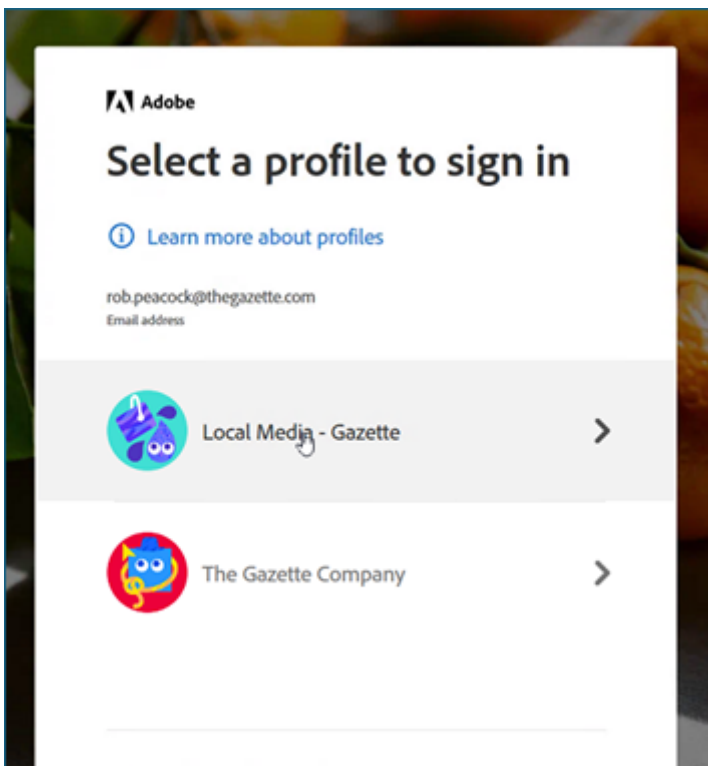 Adobe
Select a profile to sign in
Learn more about profiles
rob.peacock@thegazette.com
Email address
Local Media - Gazette
The Gazette Company